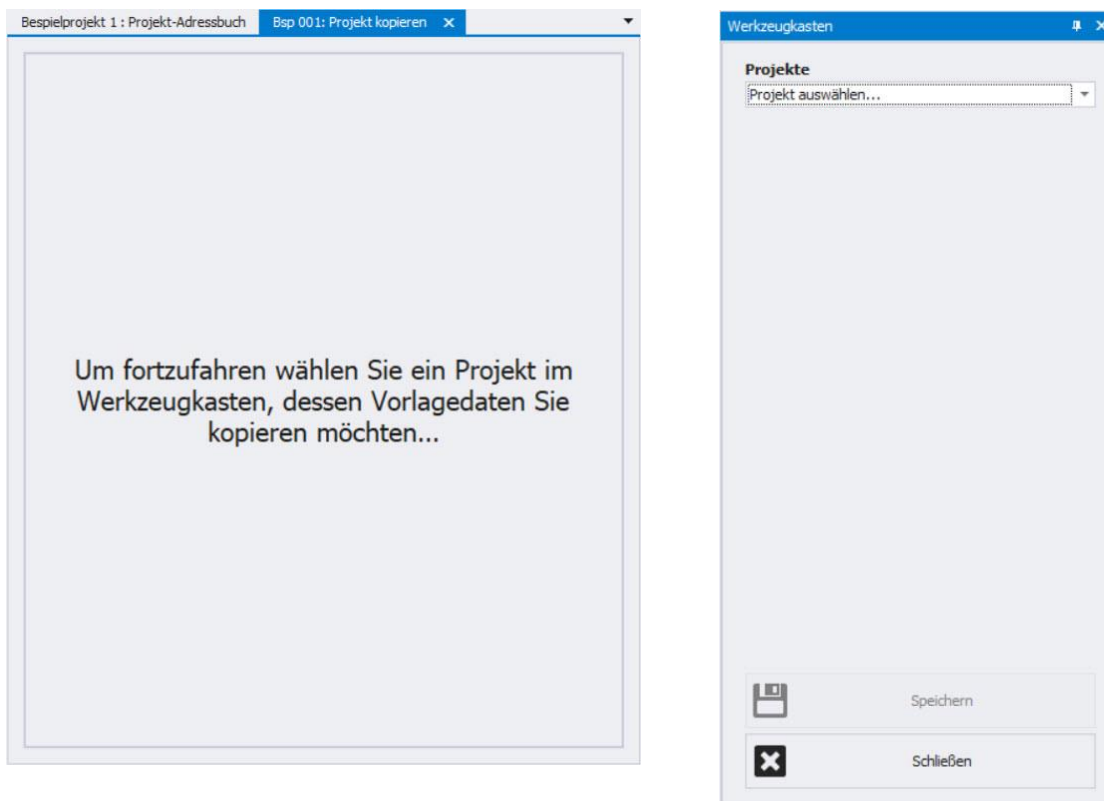 Bespielprojekt 1 : Projekt-Adressbuch
Bsp 001: Projekt kopieren
Um fortzufahren wählen Sie ein Projekt im
Werkzeugkasten, dessen Vorlagedaten Sie
kopieren möchten...
Werkzeugkasten
Projekte
Projekt auswählen...
Speichern
Schließen